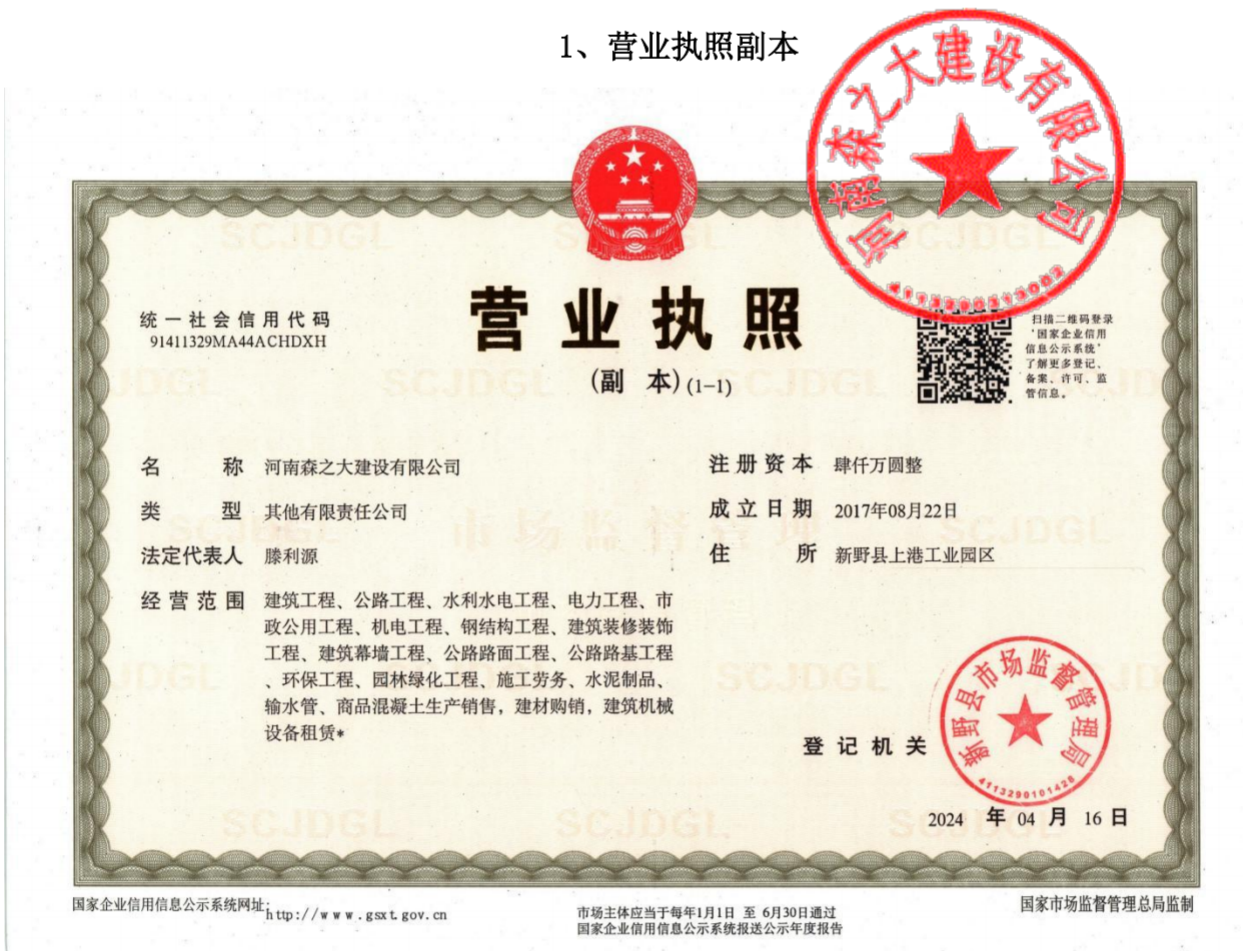 1、营业执照副本
河南森之大建设有限公司
4113290313002
统一社会信用代码
91411329MA44ACHDXH
营业执照
(副 本)(1-1)
扫描二维码登录
‘国家企业信用
信息公示系统’
了解更多登记、
备案、许可、监
管信息。
名 称 河南森之大建设有限公司
类 型 其他有限责任公司
法定代表人 滕利源
经营范围 建筑工程、公路工程、水利水电工程、电力工程、市
政公用工程、机电工程、钢结构工程、建筑装修装饰
工程、建筑幕墙工程、公路路面工程、公路路基工程
、环保工程、园林绿化工程、施工劳务、水泥制品、
输水管、商品混凝土生产销售，建材购销，建筑机械
设备租赁*
注册资本 肆仟万圆整
成立日期 2017年08月22日
住 所 新野县上港工业园区
市场监督管理
SCJDGL
登记机关
新野县市场监督管理局
4113290101428
2024 年 04 月 16 日
国家企业信用信息公示系统网址:
http://www.gsxt.gov.cn
市场主体应当于每年1月1日 至 6月30日通过
国家企业信用信息公示系统报送公示年度报告
国家市场监督管理总局监制